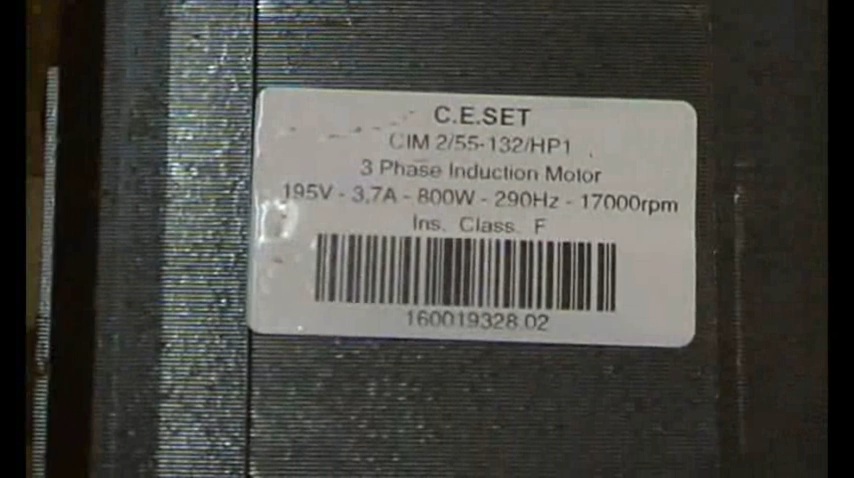 C.E.SET
CIM 2/55-132/HP1
3 Phase Induction Motor
195V - 3,7A - 800W - 290Hz - 17000rpm
Ins. Class. F
160019328.02